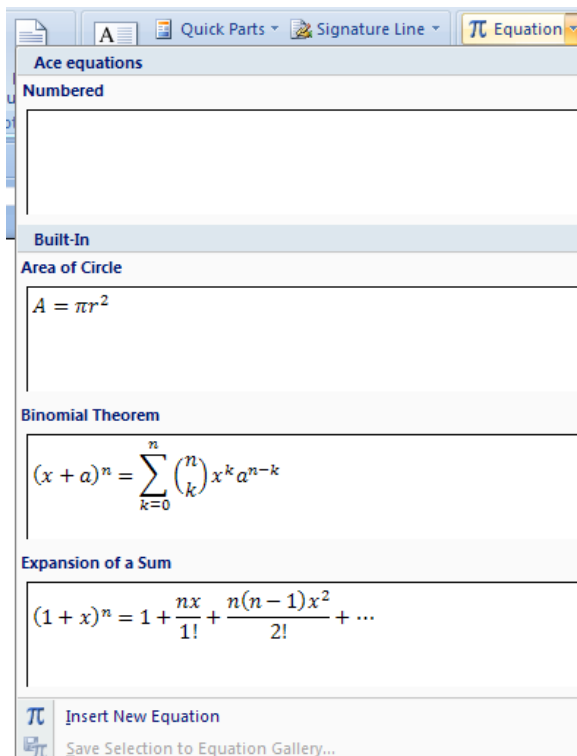 A Quick Parts Signature Line π Equation
Ace equations
Numbered
Built-In
Area of Circle
A = πr²
Binomial Theorem
(x + a)ⁿ = ∑ₖ₌₀ⁿ (n k) xᵏaⁿ⁻ᵏ
Expansion of a Sum
(1 + x)ⁿ = 1 + nx/1! + n(n − 1)x²/2! + ⋯
π Insert New Equation
π Save Selection to Equation Gallery...